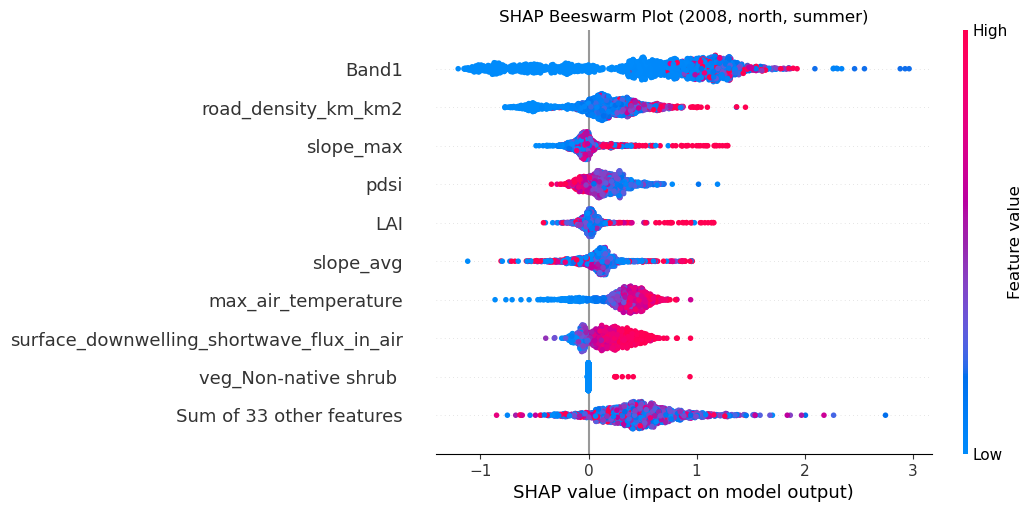 SHAP Beeswarm Plot (2008, north, summer)
High
Band1
road_density_km_km2
slope_max
pdsi
LAI
slope_avg
max_air_temperature
surface_downwelling_shortwave_flux_in_air
veg_Non-native shrub
Sum of 33 other features
Feature value
Low
−1 0 1 2 3
SHAP value (impact on model output)